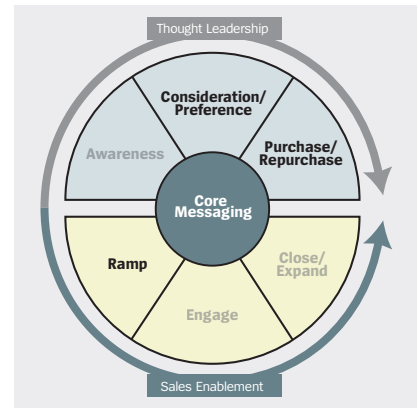 Thought Leadership
Consideration/
Preference
Awareness
Purchase/
Repurchase
Core
Messaging
Ramp
Close/
Expand
Engage
Sales Enablement